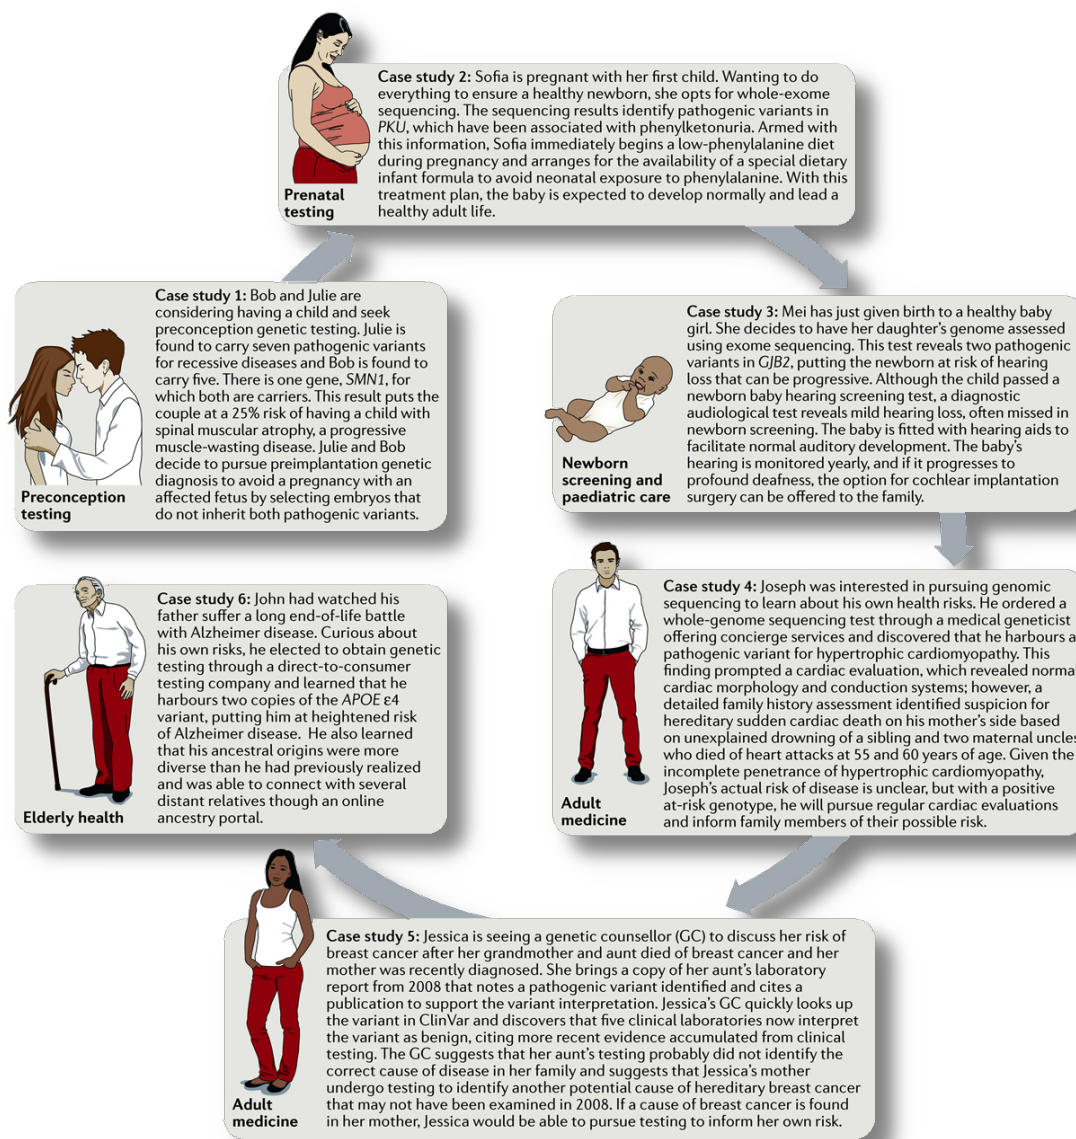 Case study 2: Sofia is pregnant with her first child. Wanting to do
everything to ensure a healthy newborn, she opts for whole-exome
sequencing. The sequencing results identify pathogenic variants in
PKU, which have been associated with phenylketonuria. Armed with
this information, Sofia immediately begins a low-phenylalanine diet
during pregnancy and arranges for the availability of a special dietary
infant formula to avoid neonatal exposure to phenylalanine. With this
treatment plan, the baby is expected to develop normally and lead a
healthy adult life.
Prenatal
testing
Case study 1: Bob and Julie are
considering having a child and seek
preconception genetic testing. Julie is
found to carry seven pathogenic variants
for recessive diseases and Bob is found to
carry five. There is one gene, SMN1, for
which both are carriers. This result puts the
couple at a 25% risk of having a child with
spinal muscular atrophy, a progressive
muscle-wasting disease. Julie and Bob
decide to pursue preimplantation genetic
diagnosis to avoid a pregnancy with an
affected fetus by selecting embryos that
do not inherit both pathogenic variants.
Preconception
testing
Case study 3: Mei has just given birth to a healthy baby
girl. She decides to have her daughter's genome assessed
using exome sequencing. This test reveals two pathogenic
variants in GJB2, putting the newborn at risk of hearing
loss that can be progressive. Although the child passed a
newborn baby hearing screening test, a diagnostic
audiological test reveals mild hearing loss, often missed in
newborn screening. The baby is fitted with hearing aids to
facilitate normal auditory development. The baby's
hearing is monitored yearly, and if it progresses to
profound deafness, the option for cochlear implantation
surgery can be offered to the family.
Newborn
screening and
paediatric care
Case study 6: John had watched his
father suffer a long end-of-life battle
with Alzheimer disease. Curious about
his own risks, he elected to obtain genetic
testing through a direct-to-consumer
testing company and learned that he
harbours two copies of the APOE ε4
variant, putting him at heightened risk
of Alzheimer disease. He also learned
that his ancestral origins were more
diverse than he had previously realized
and was able to connect with several
distant relatives though an online
ancestry portal.
Elderly health
Case study 4: Joseph was interested in pursuing genomic
sequencing to learn about his own health risks. He ordered a
whole-genome sequencing test through a medical geneticist
offering concierge services and discovered that he harbours a
pathogenic variant for hypertrophic cardiomyopathy. This
finding prompted a cardiac evaluation, which revealed normal
cardiac morphology and conduction systems; however, a
detailed family history assessment identified suspicion for
hereditary sudden cardiac death on his mother's side based
on unexplained drowning of a sibling and two maternal uncles
who died of heart attacks at 55 and 60 years of age. Given the
incomplete penetrance of hypertrophic cardiomyopathy,
Joseph's actual risk of disease is unclear, but with a positive
at-risk genotype, he will pursue regular cardiac evaluations
and inform family members of their possible risk.
Adult
medicine
Case study 5: Jessica is seeing a genetic counsellor (GC) to discuss her risk of
breast cancer after her grandmother and aunt died of breast cancer and her
mother was recently diagnosed. She brings a copy of her aunt's laboratory
report from 2008 that notes a pathogenic variant identified and cites a
publication to support the variant interpretation. Jessica's GC quickly looks up
the variant in ClinVar and discovers that five clinical laboratories now interpret
the variant as benign, citing more recent evidence accumulated from clinical
testing. The GC suggests that her aunt's testing probably did not identify the
correct cause of disease in her family and suggests that Jessica's mother
undergo testing to identify another potential cause of hereditary breast cancer
that may not have been examined in 2008. If a cause of breast cancer is found
in her mother, Jessica would be able to pursue testing to inform her own risk.
Adult
medicine